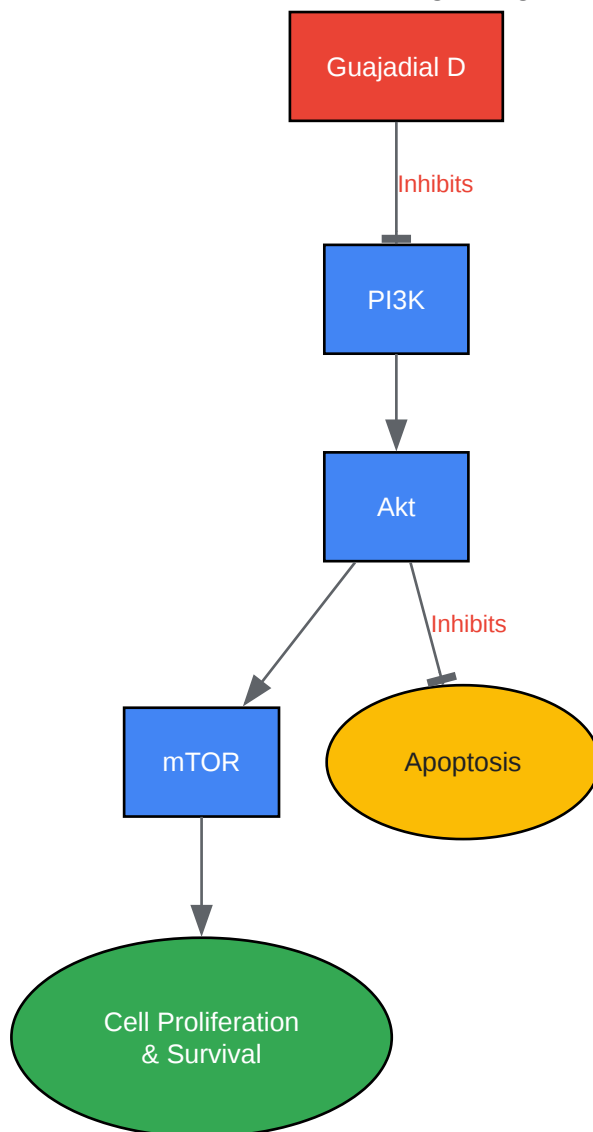 Guajadial D
Inhibits
PI3K
Akt
Inhibits
mTOR
Apoptosis
Cell Proliferation
& Survival